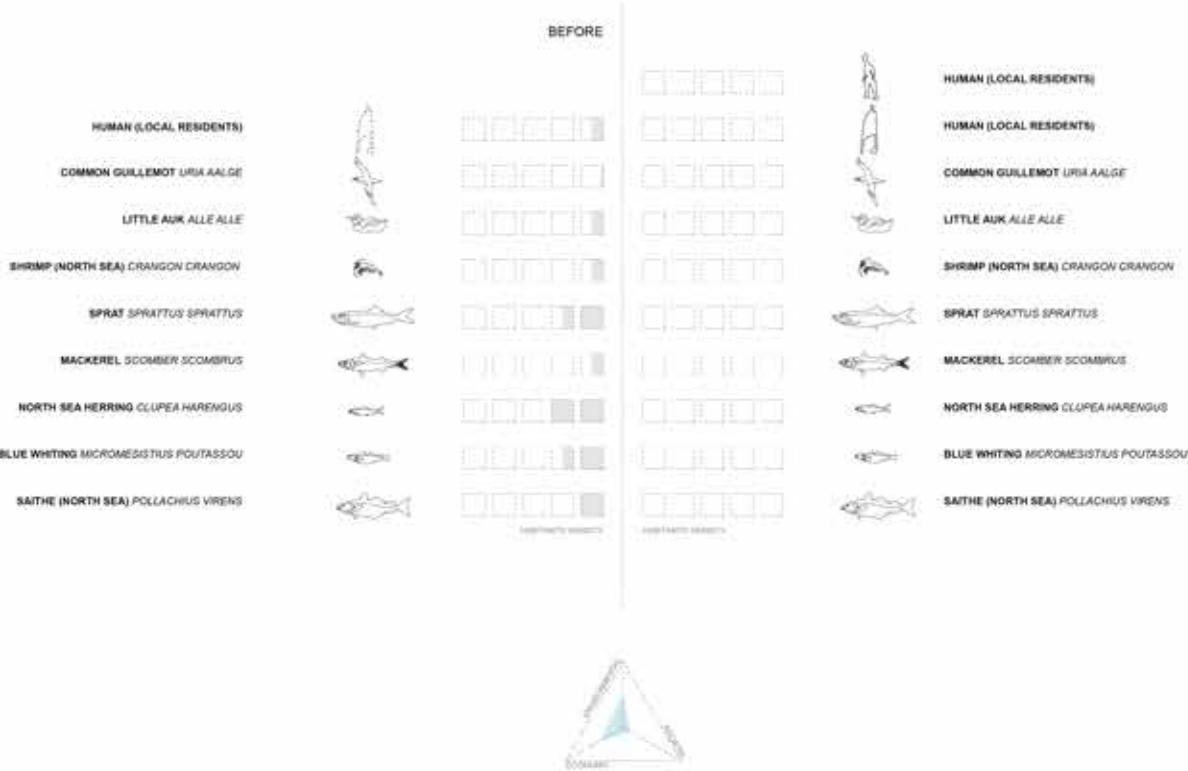 BEFORE
HUMAN (LOCAL RESIDENTS)
HUMAN (LOCAL RESIDENTS)
HUMAN (LOCAL RESIDENTS)
COMMON GUILLEMOT URIA AALGE
COMMON GUILLEMOT URIA AALGE
LITTLE AUK ALLE ALLE
LITTLE AUK ALLE ALLE
SHRIMP (NORTH SEA) CRANGON CRANGON
SHRIMP (NORTH SEA) CRANGON CRANGON
SPRAT SPRATTUS SPRATTUS
SPRAT SPRATTUS SPRATTUS
MACKEREL SCOMBER SCOMBRUS
MACKEREL SCOMBER SCOMBRUS
NORTH SEA HERRING CLUPEA HARENGUS
NORTH SEA HERRING CLUPEA HARENGUS
BLUE WHITING MICROMESISTIUS POUTASSOU
BLUE WHITING MICROMESISTIUS POUTASSOU
SAITHE (NORTH SEA) POLLACHIUS VIRENS
SAITHE (NORTH SEA) POLLACHIUS VIRENS